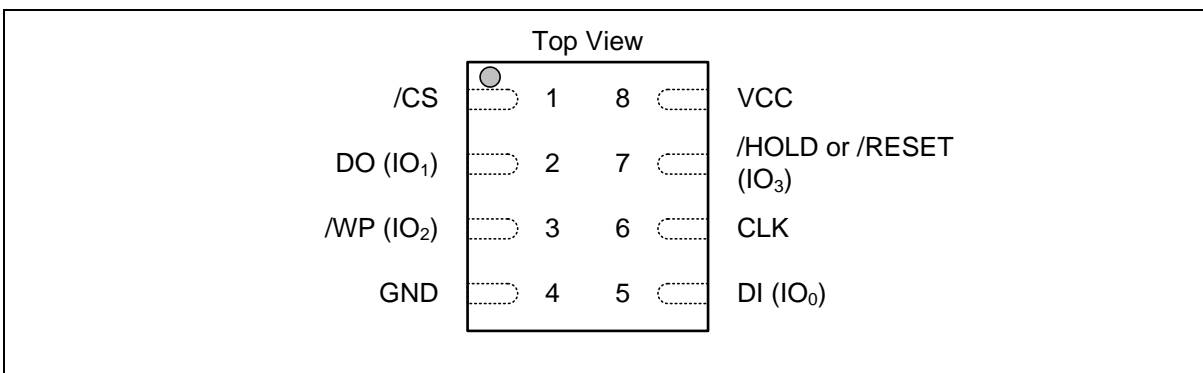 Top View
/CS 1 8 VCC
DO (IO₁) 2 7 /HOLD or /RESET
(IO₃)
/WP (IO₂) 3 6 CLK
GND 4 5 DI (IO₀)